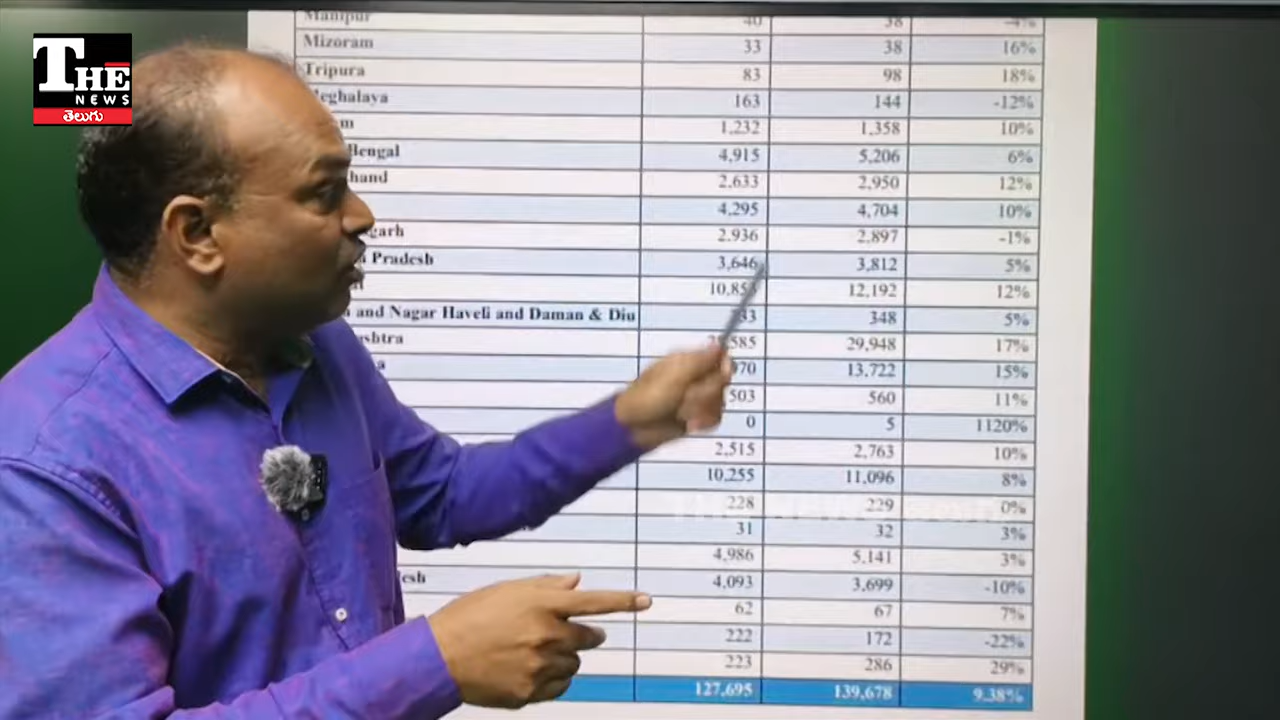 THE
NEWS
తెలుగు
Manipur 40 38 -4%
Mizoram 33 38 16%
Tripura 83 98 18%
eghalaya 163 144 -12%
m 1,232 1,358 10%
Bengal 4,915 5,206 6%
hand 2,633 2,950 12%
4,295 4,704 10%
garh 2,936 2,897 -1%
Pradesh 3,646 3,812 5%
10,853 12,192 12%
and Nagar Haveli and Daman & Diu 33 348 5%
shtra 585 29,948 17%
a 970 13,722 15%
503 560 11%
0 5 1120%
2,515 2,763 10%
10,255 11,096 8%
228 229 0%
31 32 3%
4,986 5,141 3%
esh 4,093 3,699 -10%
62 67 7%
222 172 -22%
223 286 29%
127,695 139,678 9.38%